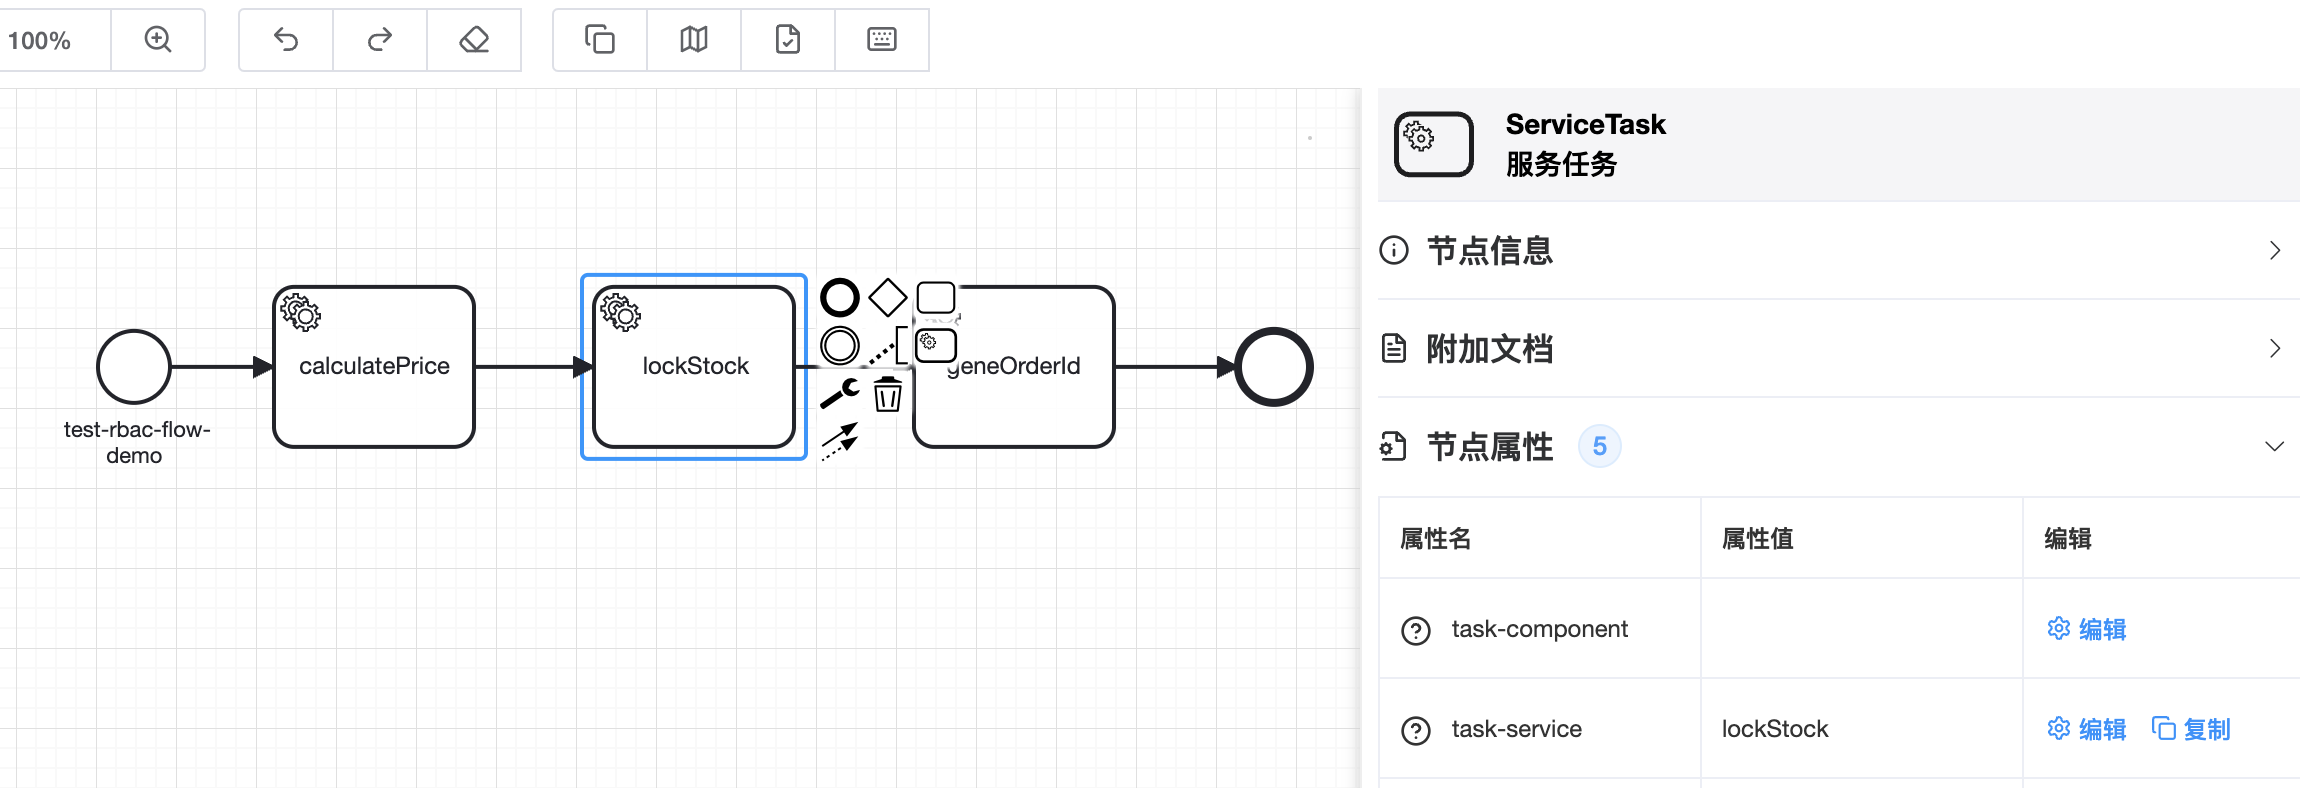 100%
test-rbac-flow-
demo
calculatePrice
lockStock
geneOrderId
ServiceTask
服务任务
节点信息
附加文档
节点属性 5
属性名 属性值 编辑
task-component 编辑
task-service lockStock 编辑 复制